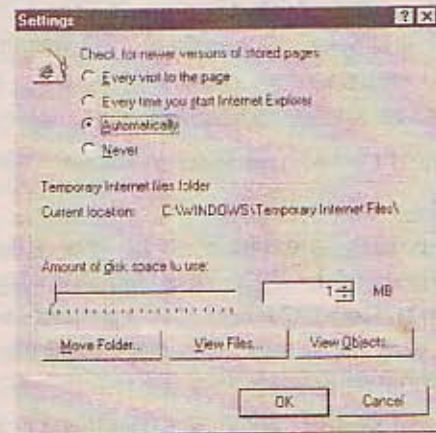 Settings
Check for newer versions of stored pages
Every visit to the page
Every time you start Internet Explorer
Automatically
Never
Temporary Internet files folder
Current location: C:\WINDOWS\Temporary Internet Files\
Amount of disk space to use:
1 MB
Move Folder... View Files... View Objects...
OK Cancel